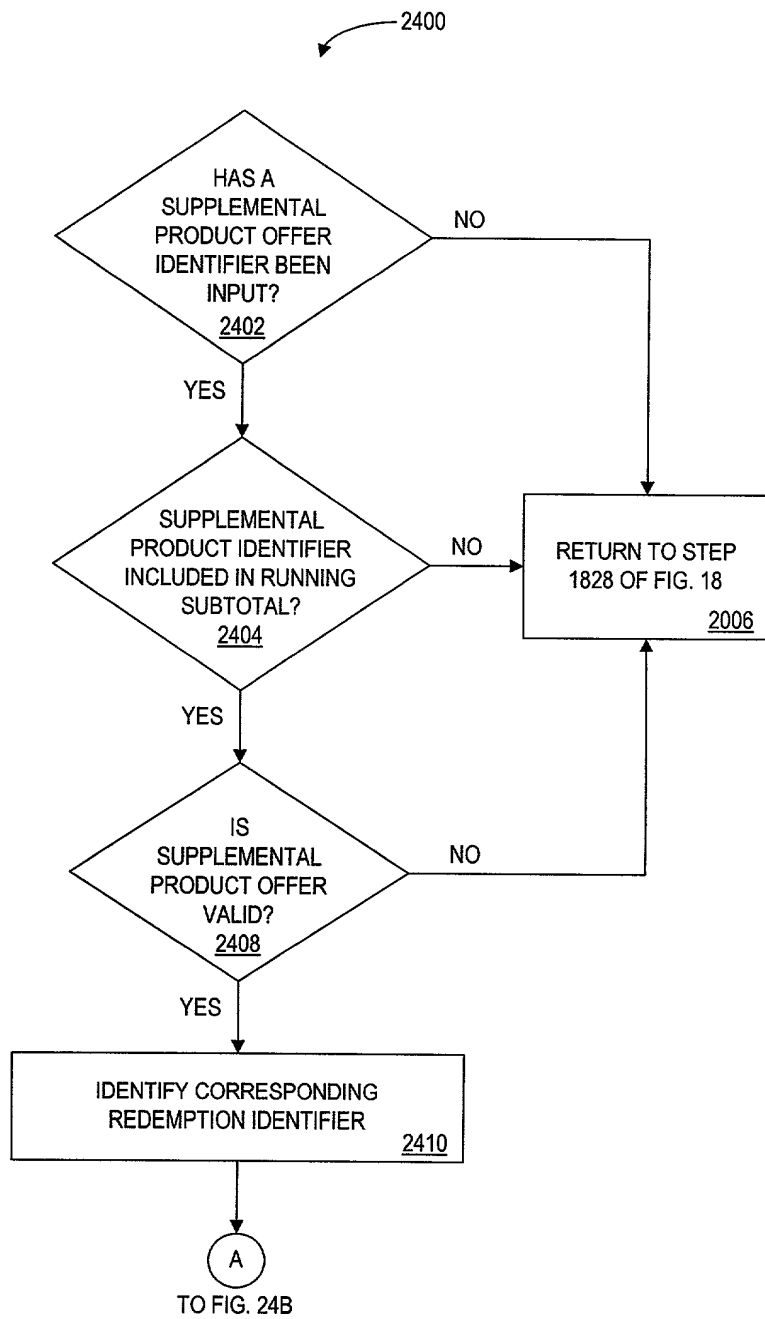 2400
HAS A
SUPPLEMENTAL
PRODUCT OFFER
IDENTIFIER BEEN
INPUT?
2402
NO
YES
SUPPLEMENTAL
PRODUCT IDENTIFIER
INCLUDED IN RUNNING
SUBTOTAL?
2404
NO
RETURN TO STEP
1828 OF FIG. 18
2006
YES
IS
SUPPLEMENTAL
PRODUCT OFFER
VALID?
2408
NO
YES
IDENTIFY CORRESPONDING
REDEMPTION IDENTIFIER
2410
A
TO FIG. 24B